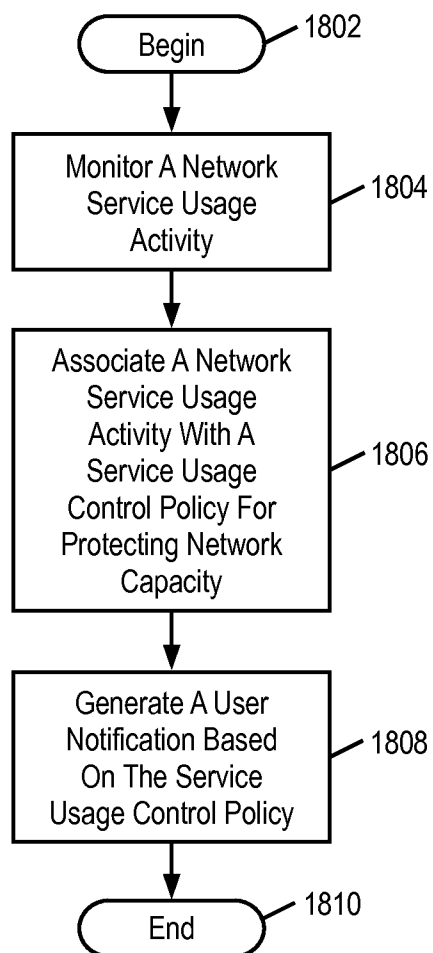 Begin
1802
Monitor A Network
Service Usage
Activity
1804
Associate A Network
Service Usage
Activity With A
Service Usage
Control Policy For
Protecting Network
Capacity
1806
Generate A User
Notification Based
On The Service
Usage Control Policy
1808
End
1810